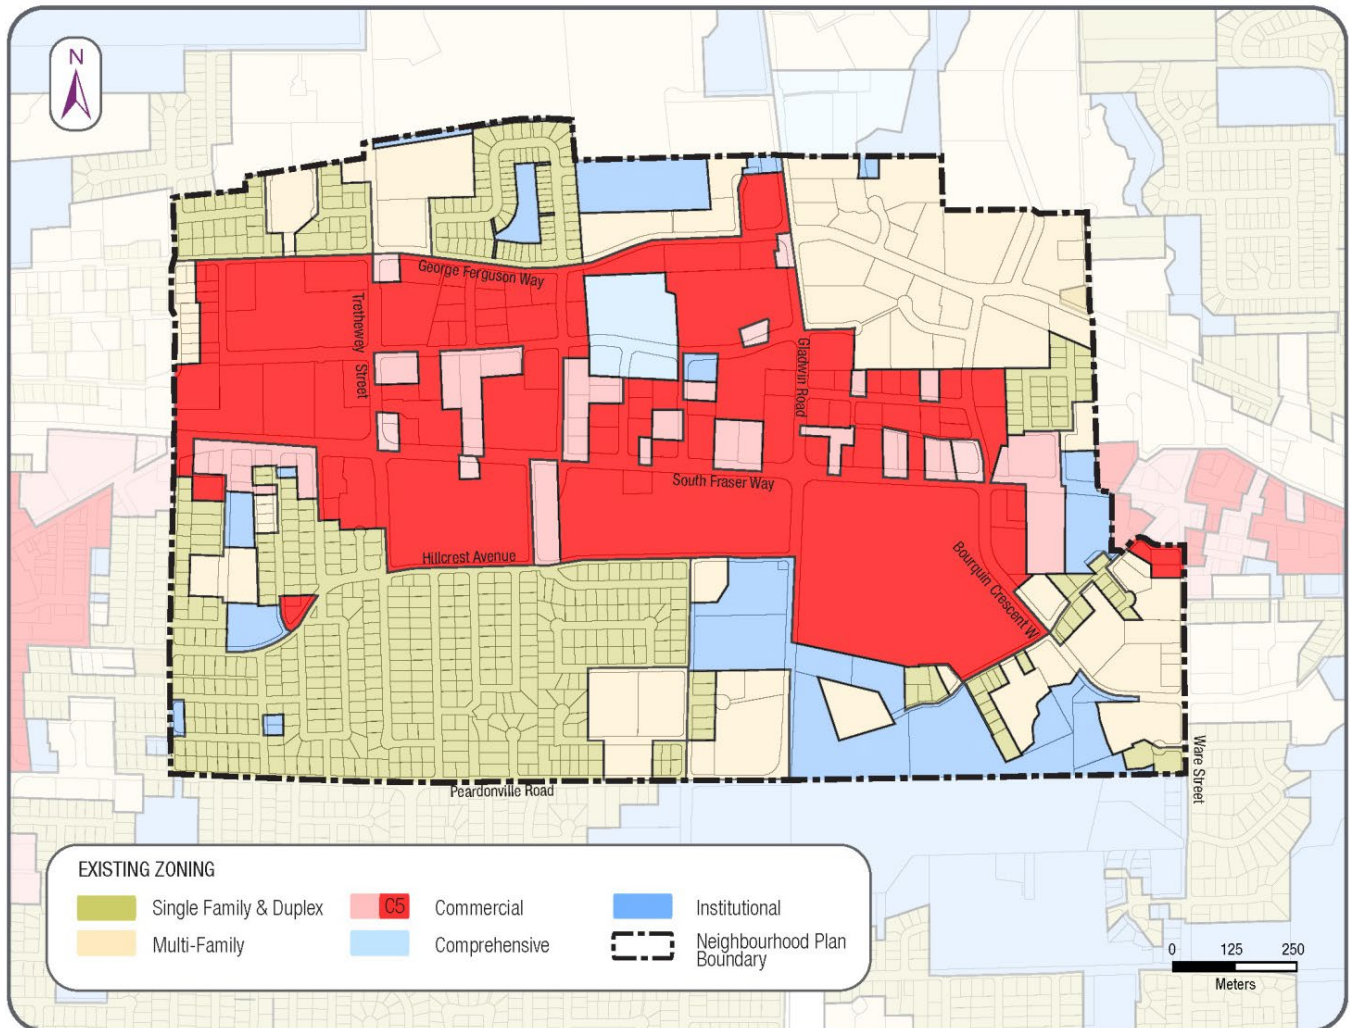 N
George Ferguson Way
Trethewey Street
Gladwin Road
South Fraser Way
Hillcrest Avenue
Bourquin Crescent W
Ware Street
Peardonville Road
EXISTING ZONING
Single Family & Duplex
C5
Commercial
Institutional
Multi-Family
Comprehensive
Neighbourhood Plan
Boundary
0 125 250
Meters